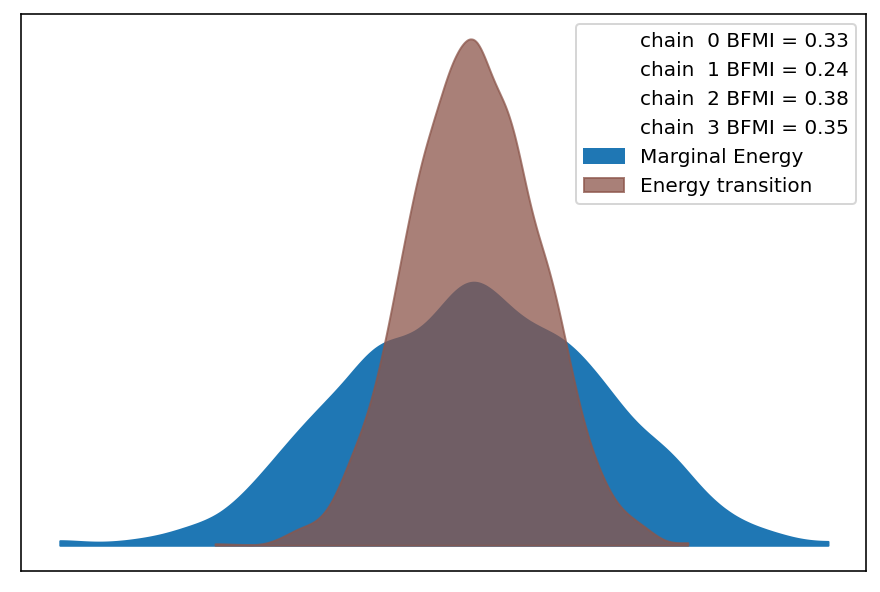 chain  0 BFMI = 0.33
chain  1 BFMI = 0.24
chain  2 BFMI = 0.38
chain  3 BFMI = 0.35
Marginal Energy
Energy transition